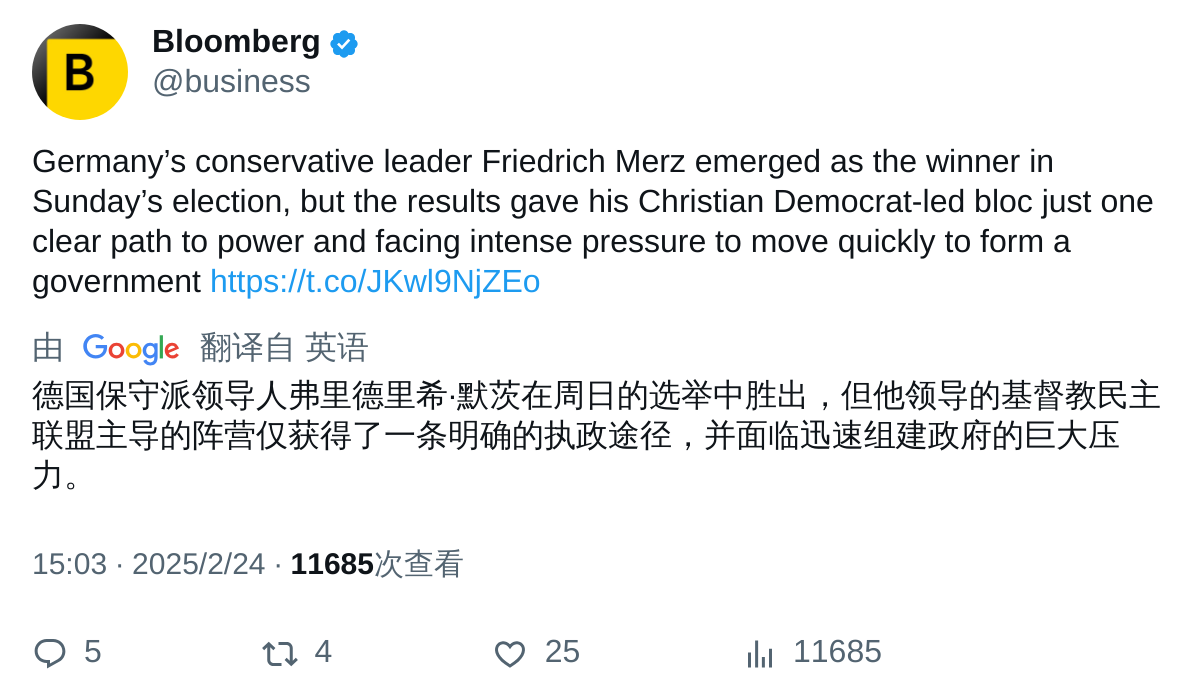 Bloomberg
@business
Germany’s conservative leader Friedrich Merz emerged as the winner in
Sunday’s election, but the results gave his Christian Democrat-led bloc just one
clear path to power and facing intense pressure to move quickly to form a
government https://t.co/JKwl9NjZEo
由 Google 翻译自 英语
德国保守派领导人弗里德里希·默茨在周日的选举中胜出，但他领导的基督教民主
联盟主导的阵营仅获得了一条明确的执政途径，并面临迅速组建政府的巨大压
力。
15:03 · 2025/2/24 · 11685次查看
5 4 25 11685